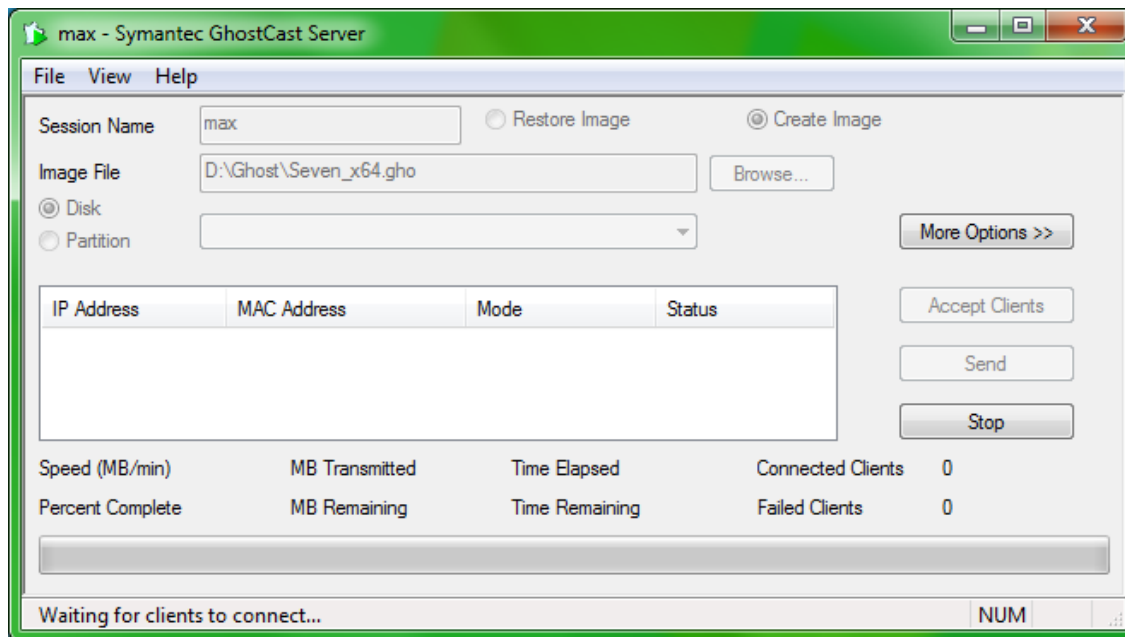 max - Symantec GhostCast Server
File View Help
Session Name max Restore Image Create Image
Image File D:\Ghost\Seven_x64.gho Browse...
Disk
Partition More Options >>
IP Address MAC Address Mode Status Accept Clients
Send
Stop
Speed (MB/min) MB Transmitted Time Elapsed Connected Clients 0
Percent Complete MB Remaining Time Remaining Failed Clients 0
Waiting for clients to connect... NUM